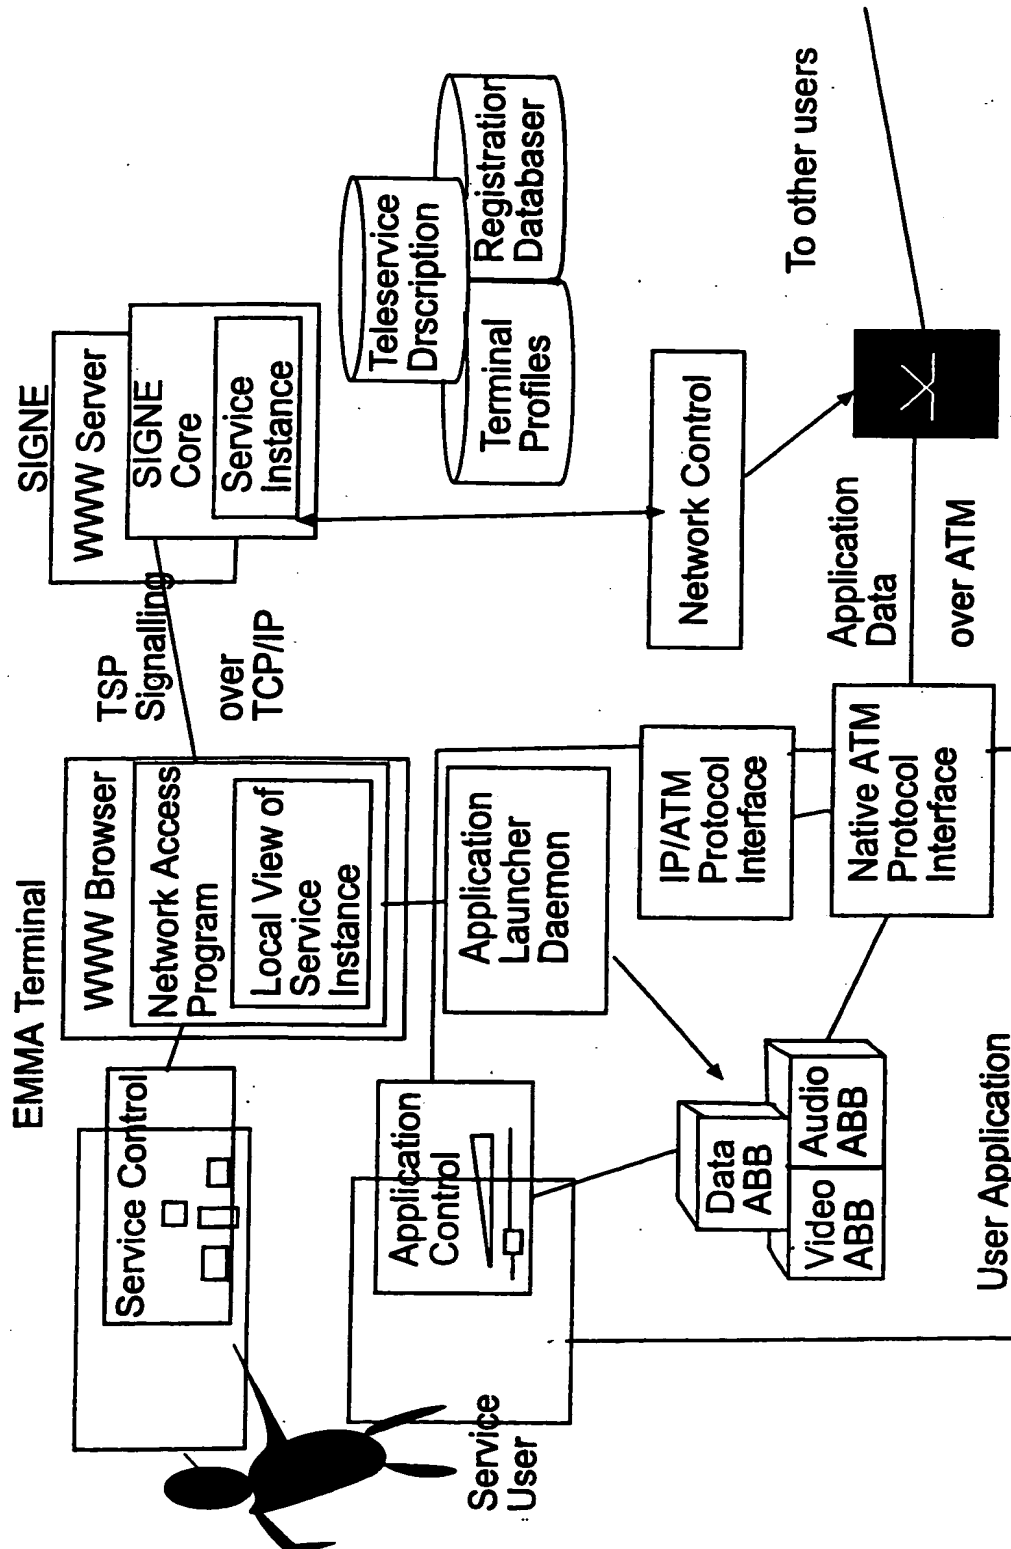 EMMA Terminal
SIGNE
Service Control
WWW Browser
Network Access
Program
Local View of
Service
Instance
TSP
Signalling
over
TCP/IP
WWW Server
SIGNE
Core
Service
Instance
Teleservice
Drscription
Terminal
Profiles
Registration
Databaser
Service
User
Application
Control
Application
Launcher
Daemon
IP/ATM
Protocol
Interface
Network Control
Data
ABB
Video
ABB
Audio
ABB
Native ATM
Protocol
Interface
Application
Data
over ATM
To other users
User Application